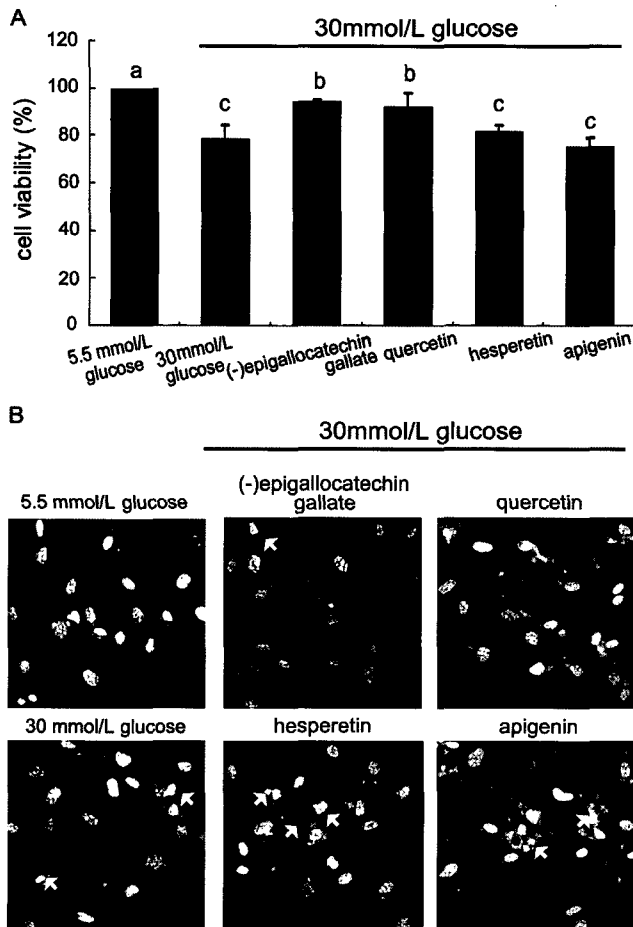 A
30mmol/L glucose
120
100
80
60
40
20
0
cell viability (%)
a
c
b
b
c
c
5.5 mmol/L
glucose
30mmol/L
glucose
(-)epigallocatechin
gallate
quercetin
hesperetin
apigenin
B
30mmol/L glucose
5.5 mmol/L glucose
(-)epigallocatechin
gallate
quercetin
30 mmol/L glucose
hesperetin
apigenin